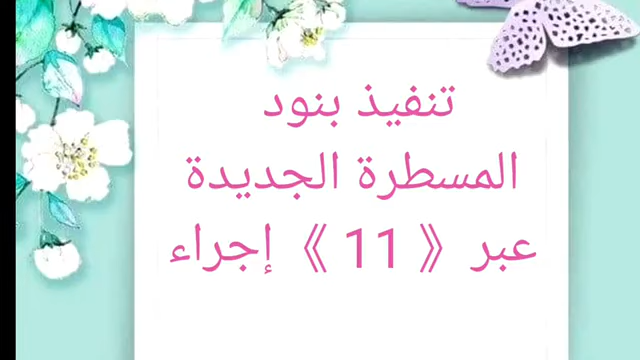 تنفيذ بنود
المسطرة الجديدة
عبر《 11 》إجراء